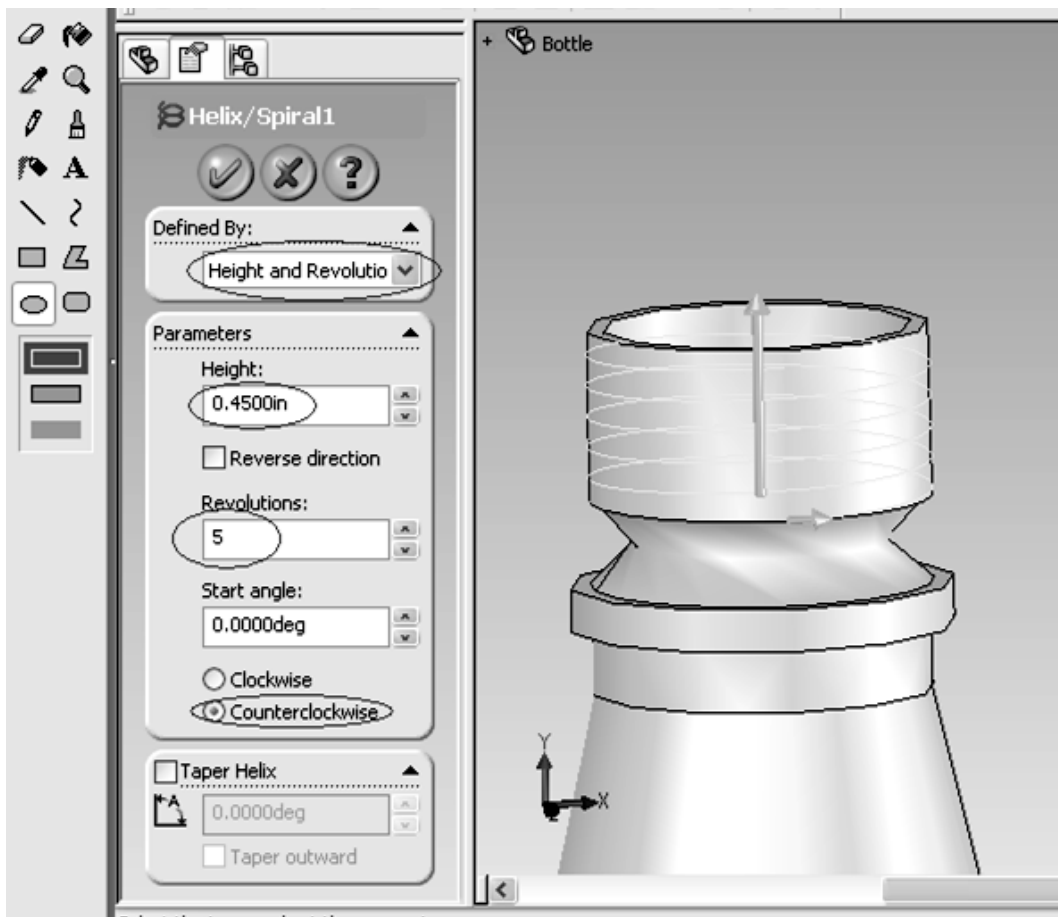 Bottle
Helix/Spiral1
?
Defined By:
Height and Revolutio
Parameters
Height:
0.4500in
Reverse direction
Revolutions:
5
Start angle:
0.0000deg
Clockwise
Counterclockwise
Taper Helix
A
0.0000deg
Taper outward
A
Y
X